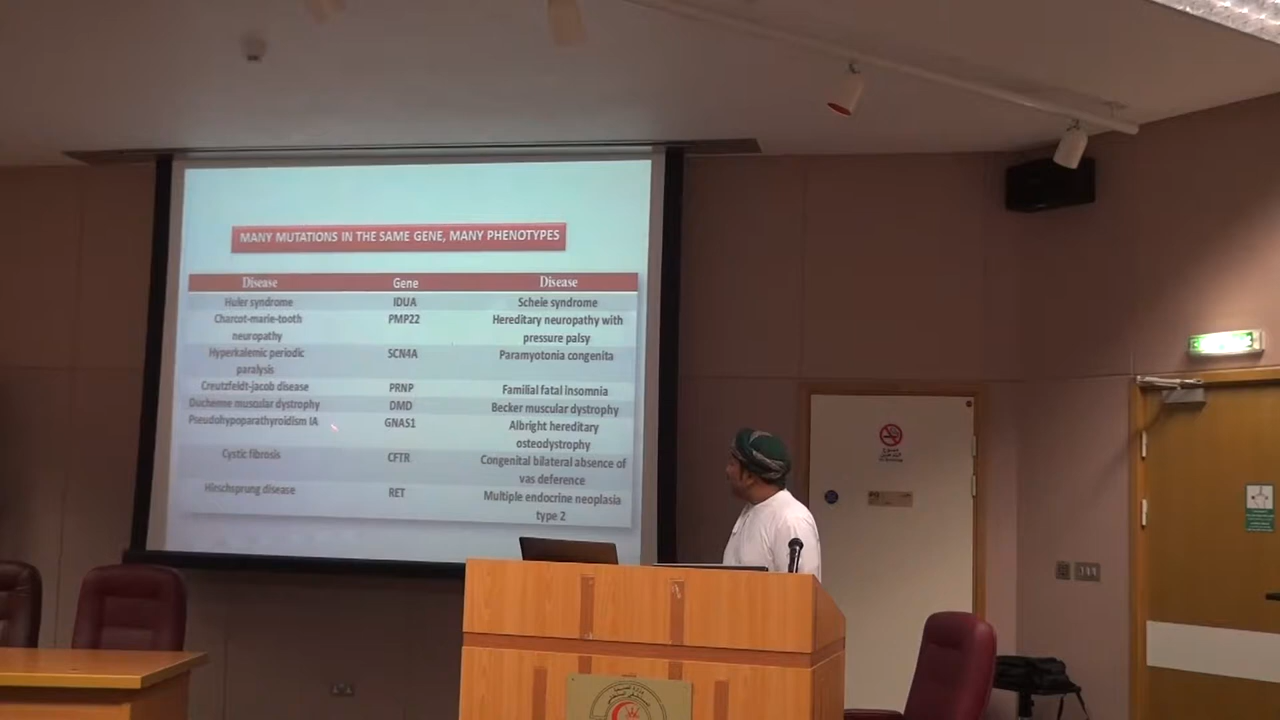 MANY MUTATIONS IN THE SAME GENE, MANY PHENOTYPES
Disease Gene Disease
Huler syndrome IDUA Scheie syndrome
Charcot-marie-tooth neuropathy PMP22 Hereditary neuropathy with pressure palsy
Hyperkalemic periodic paralysis SCN4A Paramyotonia congenita
Creutzfeldt-jacob disease PRNP Familial fatal insomnia
Duchenne muscular dystrophy DMD Becker muscular dystrophy
Pseudohypoparathyroidism IA GNAS1 Albright hereditary osteodystrophy
Cystic fibrosis CFTR Congenital bilateral absence of vas deference
Hirschsprung disease RET Multiple endocrine neoplasia type 2